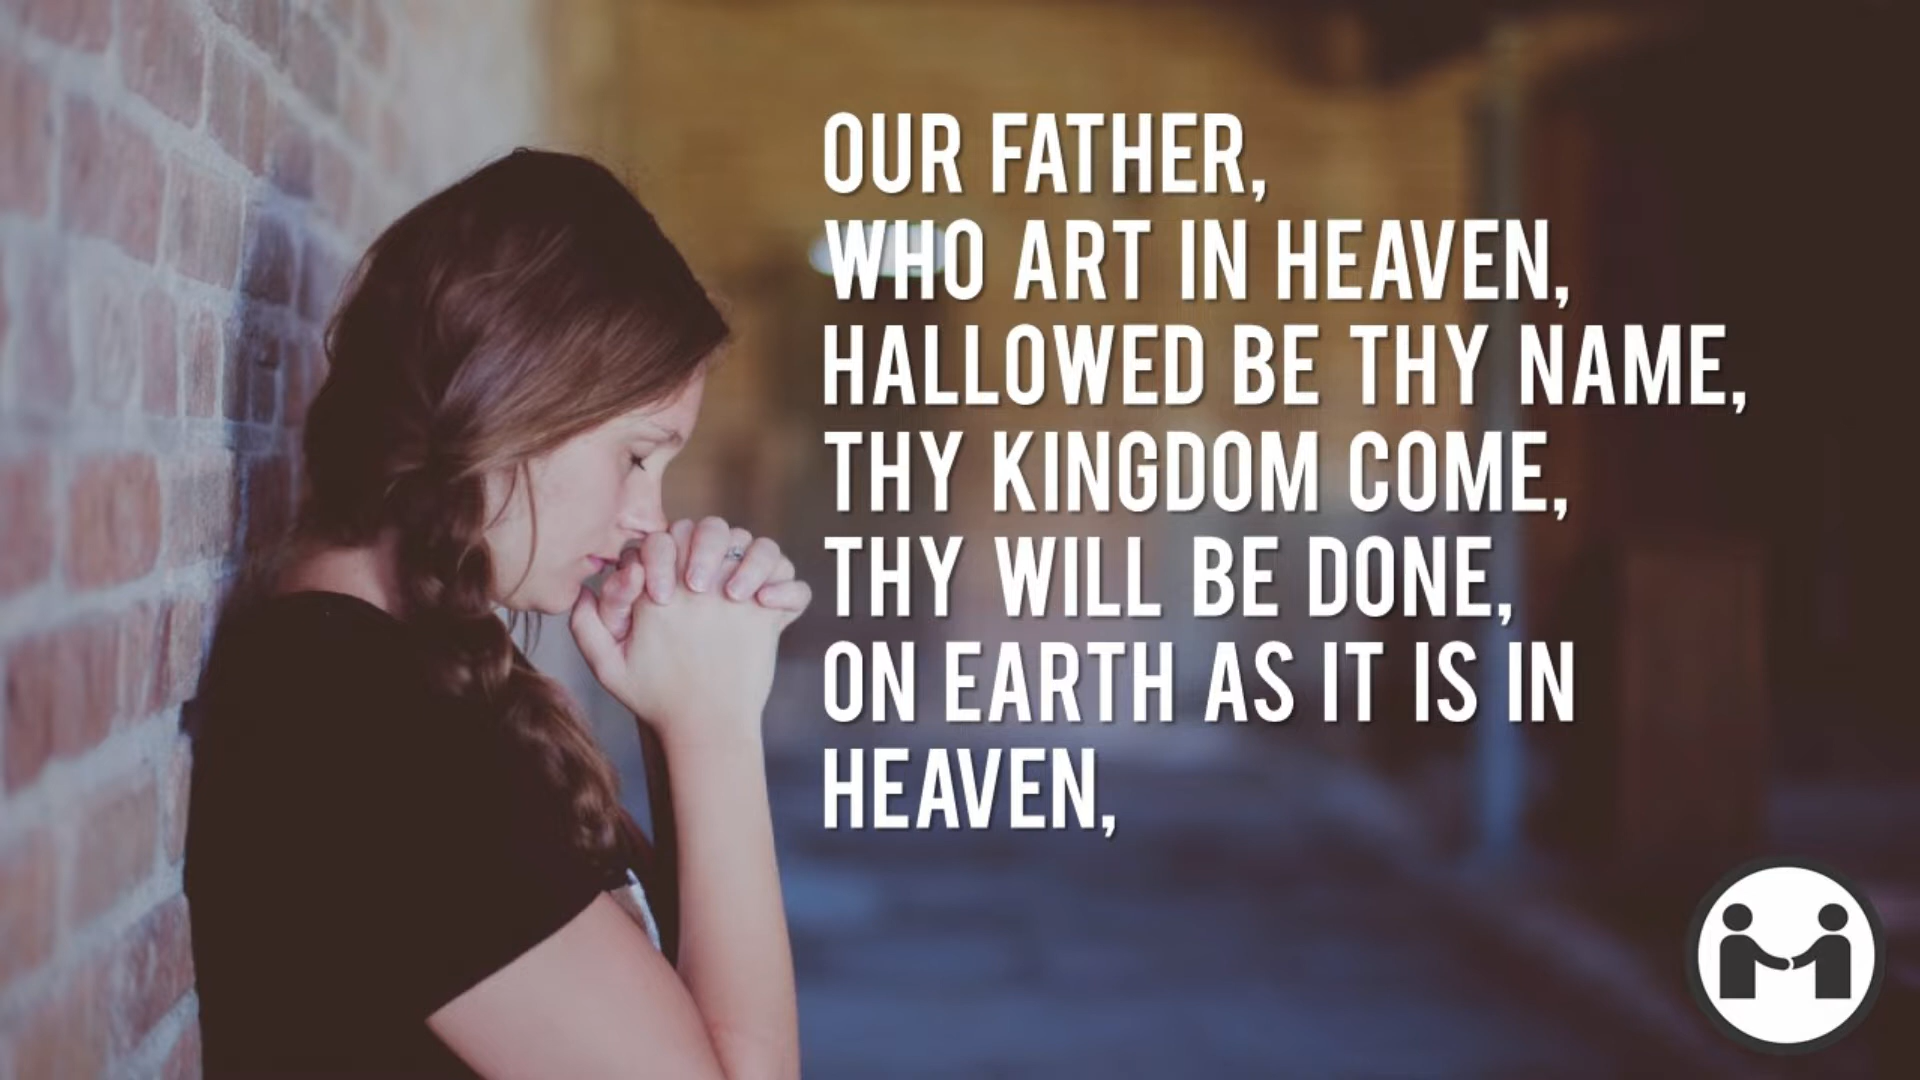 OUR FATHER,
WHO ART IN HEAVEN,
HALLOWED BE THY NAME,
THY KINGDOM COME,
THY WILL BE DONE,
ON EARTH AS IT IS IN
HEAVEN,